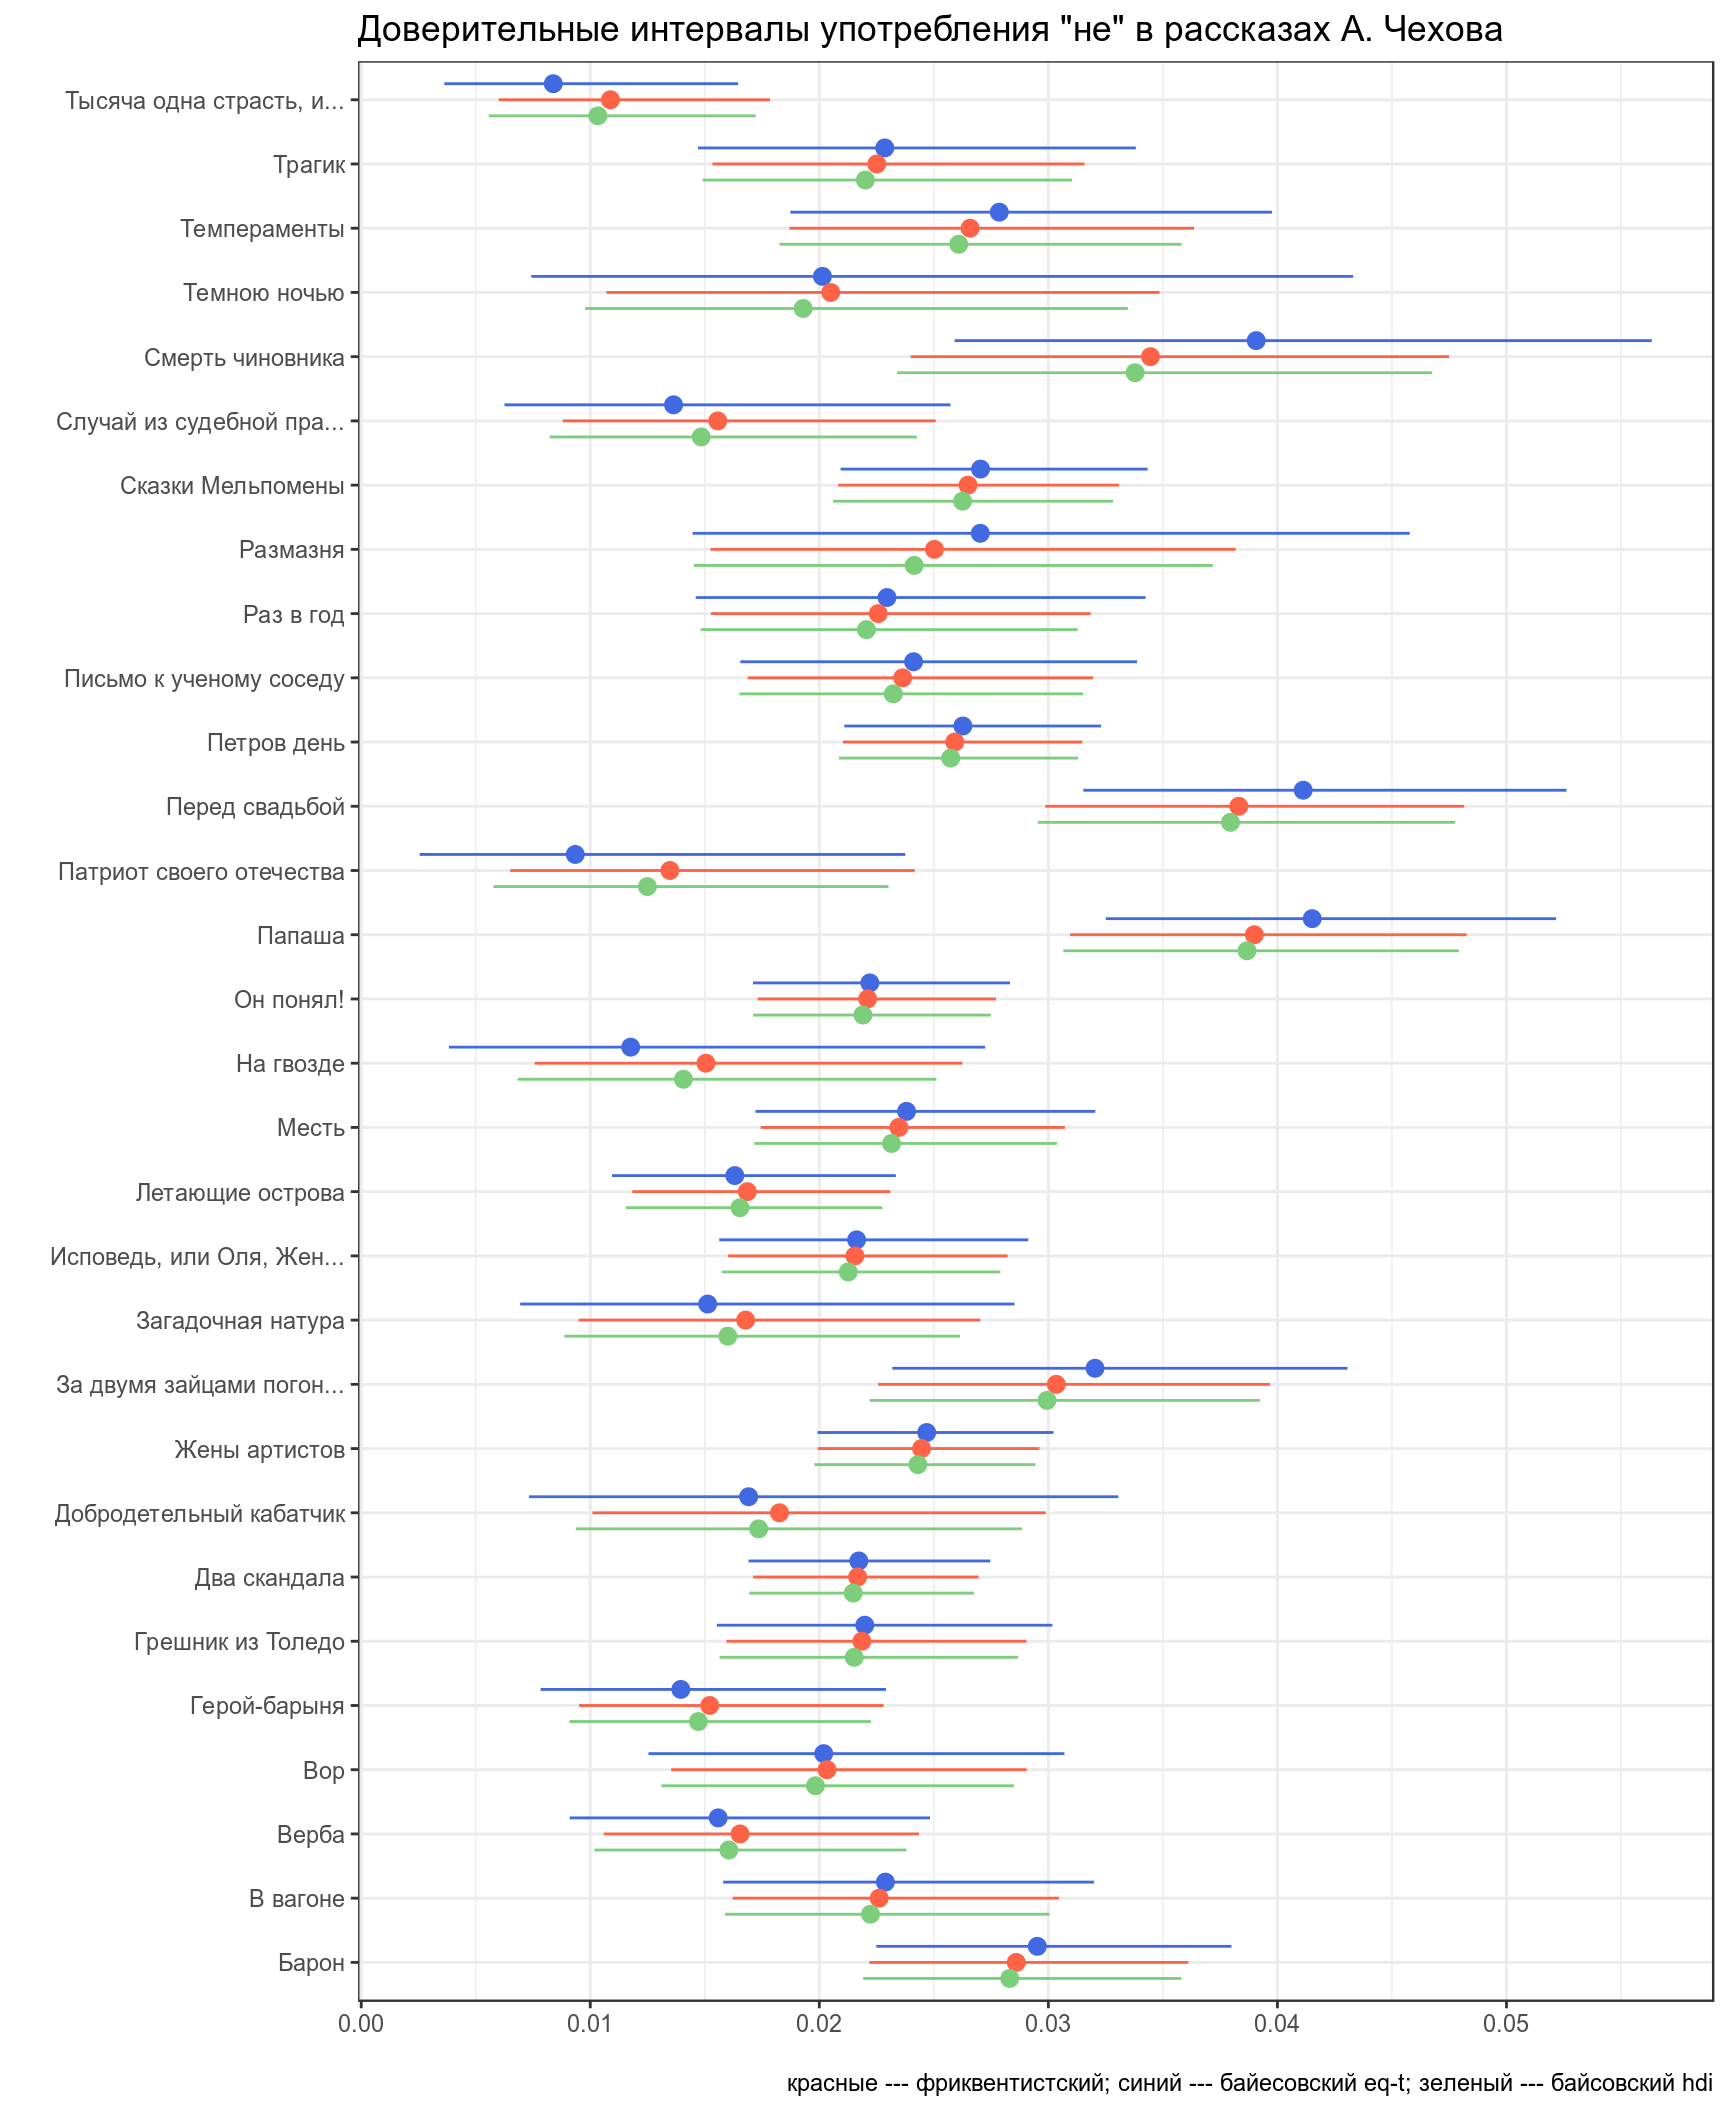 Доверительные интервалы употребления "не" в рассказах А. Чехова
Тысяча одна страсть, и...
Трагик
Темпераменты
Темною ночью
Смерть чиновника
Случай из судебной пра...
Сказки Мельпомены
Размазня
Раз в год
Письмо к ученому соседу
Петров день
Перед свадьбой
Патриот своего отечества
Папаша
Он понял!
На гвозде
Месть
Летающие острова
Исповедь, или Оля, Жен...
Загадочная натура
За двумя зайцами погон...
Жены артистов
Добродетельный кабатчик
Два скандала
Грешник из Толедо
Герой-барыня
Вор
Верба
В вагоне
Барон
0.00 0.01 0.02 0.03 0.04 0.05
красные --- фриквентистский; синий --- байесовский eq-t; зеленый --- байсовский hdi